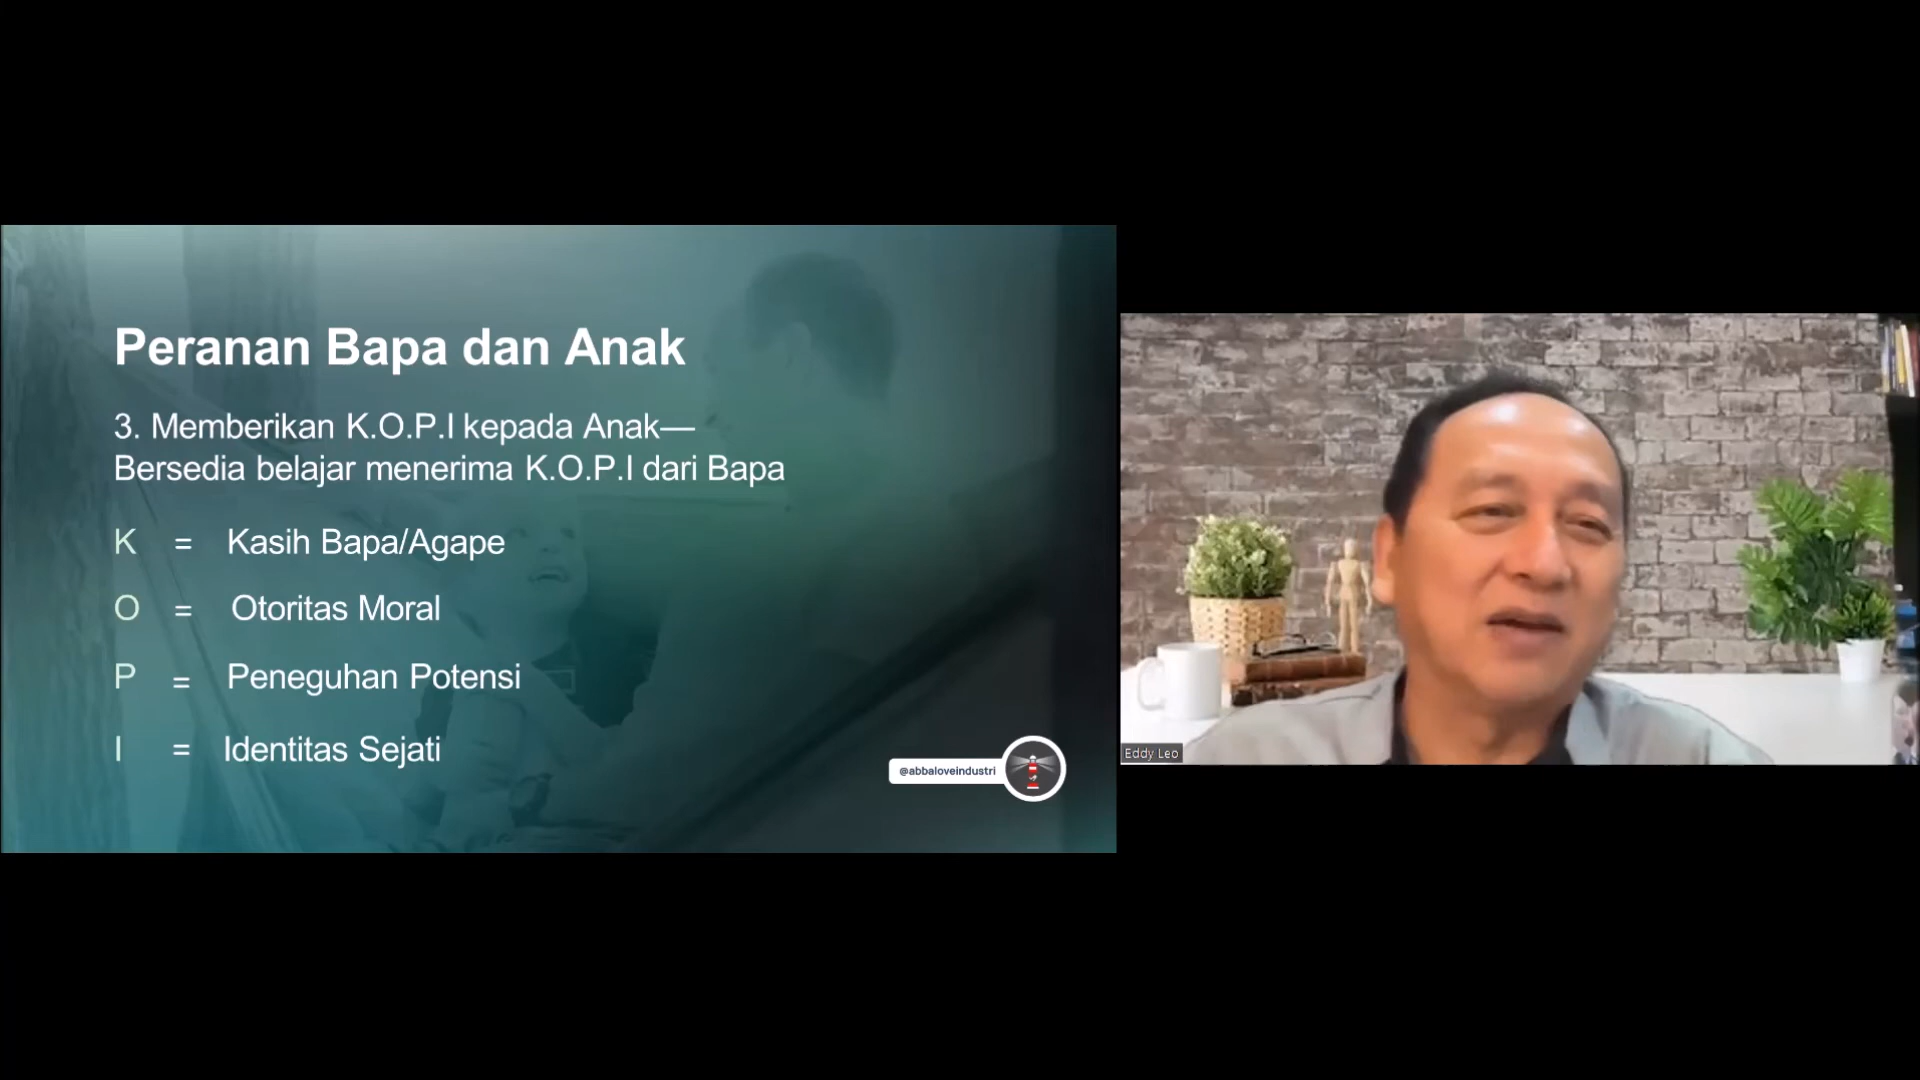 Peranan Bapa dan Anak
3. Memberikan K.O.P.I kepada Anak—
Bersedia belajar menerima K.O.P.I dari Bapa
K = Kasih Bapa/Agape
O = Otoritas Moral
P = Peneguhan Potensi
I = Identitas Sejati
@abbaloveindustri
Eddy Leo